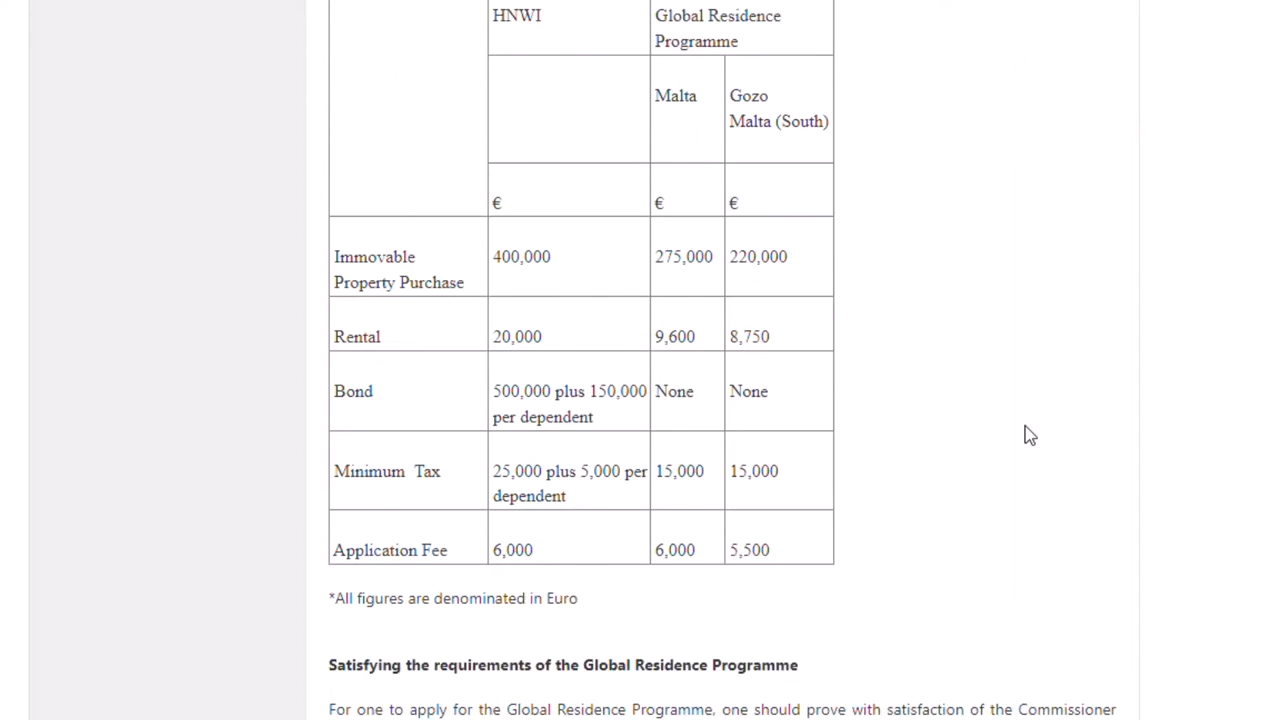 HNWI
Global Residence
Programme
Malta
Gozo
Malta (South)
€
€
€
Immovable
Property Purchase
400,000
275,000
220,000
Rental
20,000
9,600
8,750
Bond
500,000 plus 150,000
per dependent
None
None
Minimum Tax
25,000 plus 5,000 per
dependent
15,000
15,000
Application Fee
6,000
6,000
5,500
*All figures are denominated in Euro
Satisfying the requirements of the Global Residence Programme
For one to apply for the Global Residence Programme, one should prove with satisfaction of the Commissioner